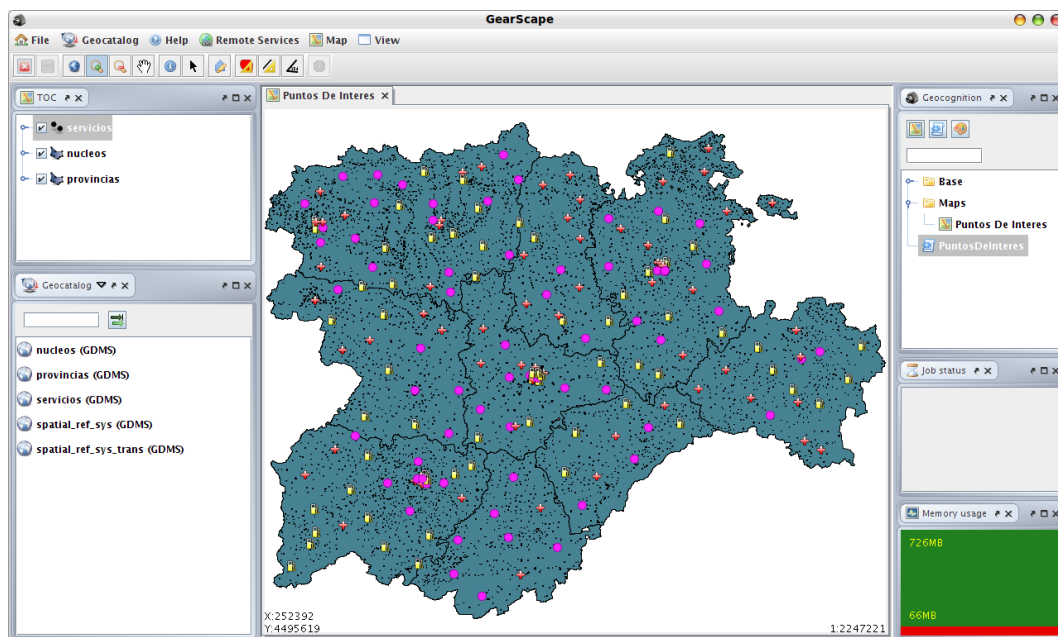 GearScape
File Geocatalog Help Remote Services Map View
TOC
servicios
nucleos
provincias
Geocatalog
nucleos (GDMS)
provincias (GDMS)
servicios (GDMS)
spatial_ref_sys (GDMS)
spatial_ref_sys_trans (GDMS)
Puntos De Interes
X:252392
Y:4495619
1:2247221
Geocognition
Base
Maps
Puntos De Interes
PuntosDeInteres
Job status
Memory usage
726MB
66MB